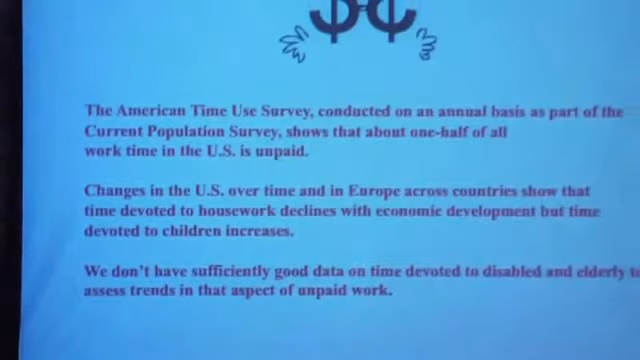 The American Time Use Survey, conducted on an annual basis as part of the
Current Population Survey, shows that about one-half of all
work time in the U.S. is unpaid.
Changes in the U.S. over time and in Europe across countries show that
time devoted to housework declines with economic development but time
devoted to children increases.
We don't have sufficiently good data on time devoted to disabled and elderly to
assess trends in that aspect of unpaid work.